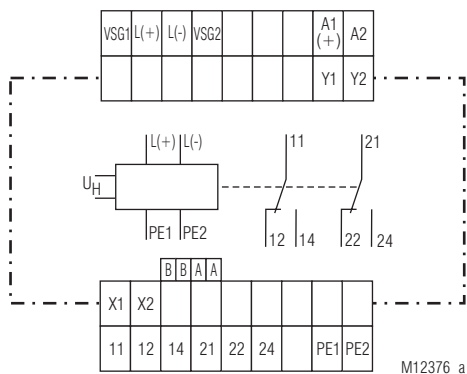 VSG1 L(+) L(-) VSG2 A1 (+) A2
Y1 Y2
L(+) L(-) 11 21
UH
PE1 PE2 12 14 22 24
B B A A
X1 X2
11 12 14 21 22 24 PE1 PE2
M12376_a